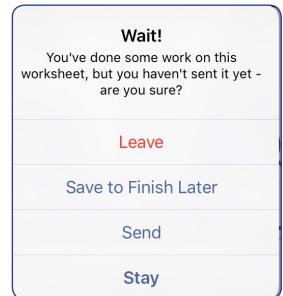 Wait!
You've done some work on this
worksheet, but you haven't sent it yet -
are you sure?
Leave
Save to Finish Later
Send
Stay